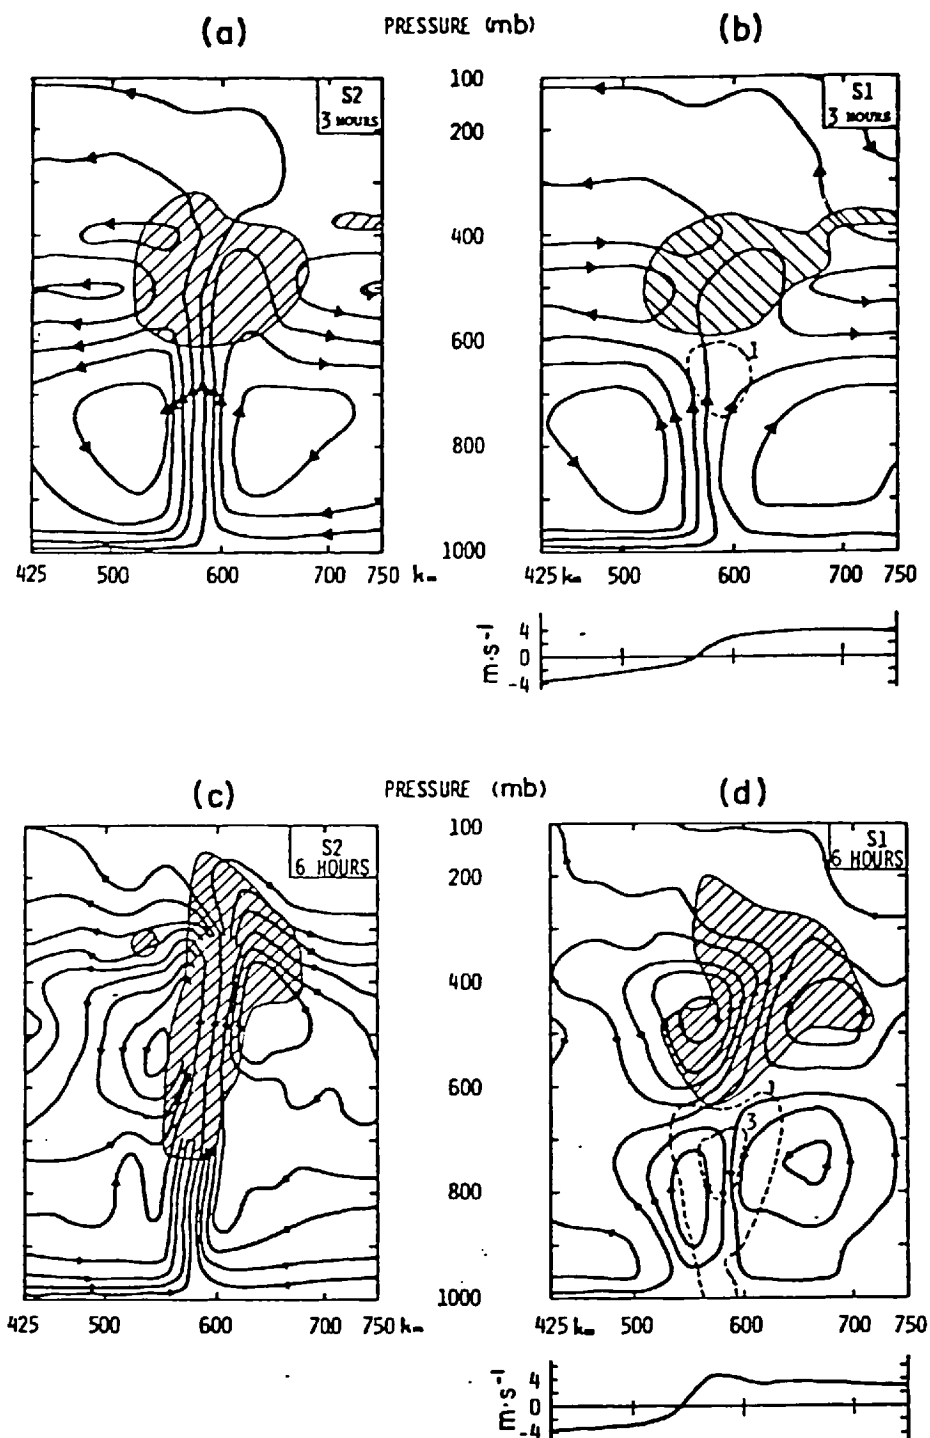 (a) PRESSURE (mb) (b)
S2
3 HOURS
S1
3 HOURS
100
200
400
600
800
1000
425 500 600 700 750 km
425 km 500 600 700 750
1
m·s⁻¹
4
0
-4
(c) PRESSURE (mb) (d)
S2
6 HOURS
S1
6 HOURS
100
200
400
600
800
1000
1
3
425 500 600 700 750 km
425 km 500 600 700 750
m·s⁻¹
4
0
-4